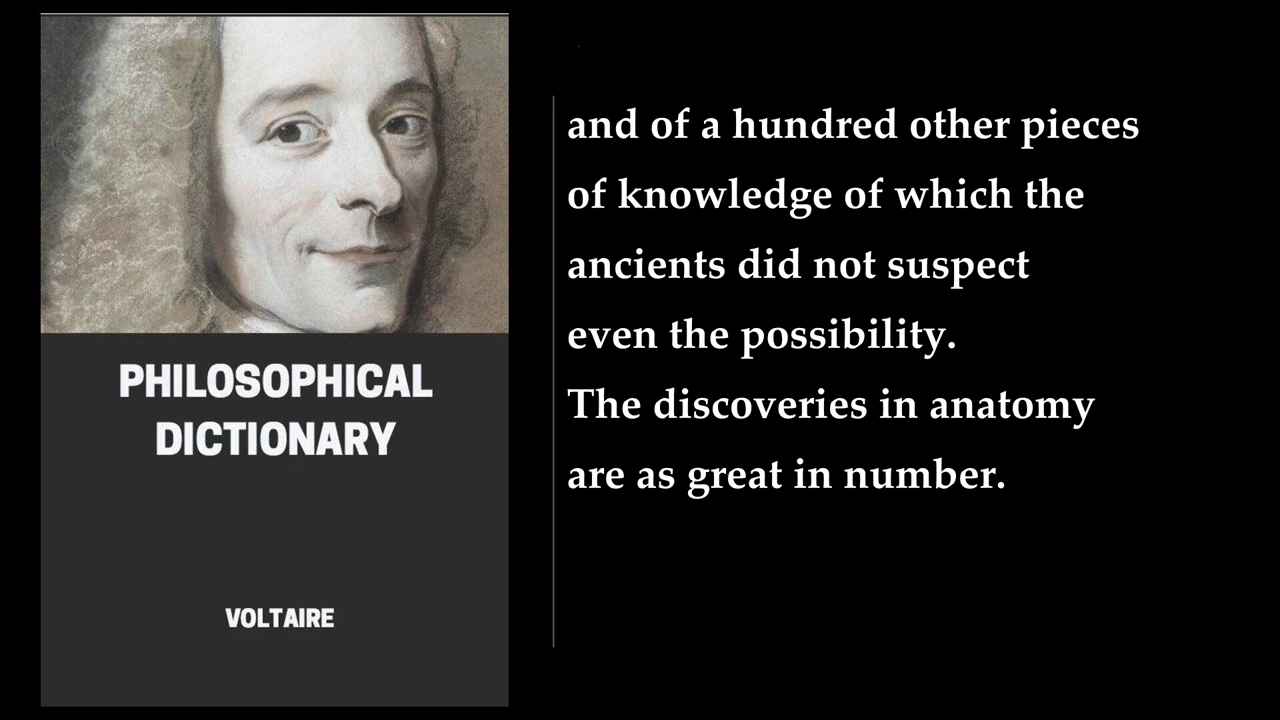 PHILOSOPHICAL
DICTIONARY
VOLTAIRE
and of a hundred other pieces
of knowledge of which the
ancients did not suspect
even the possibility.
The discoveries in anatomy
are as great in number.